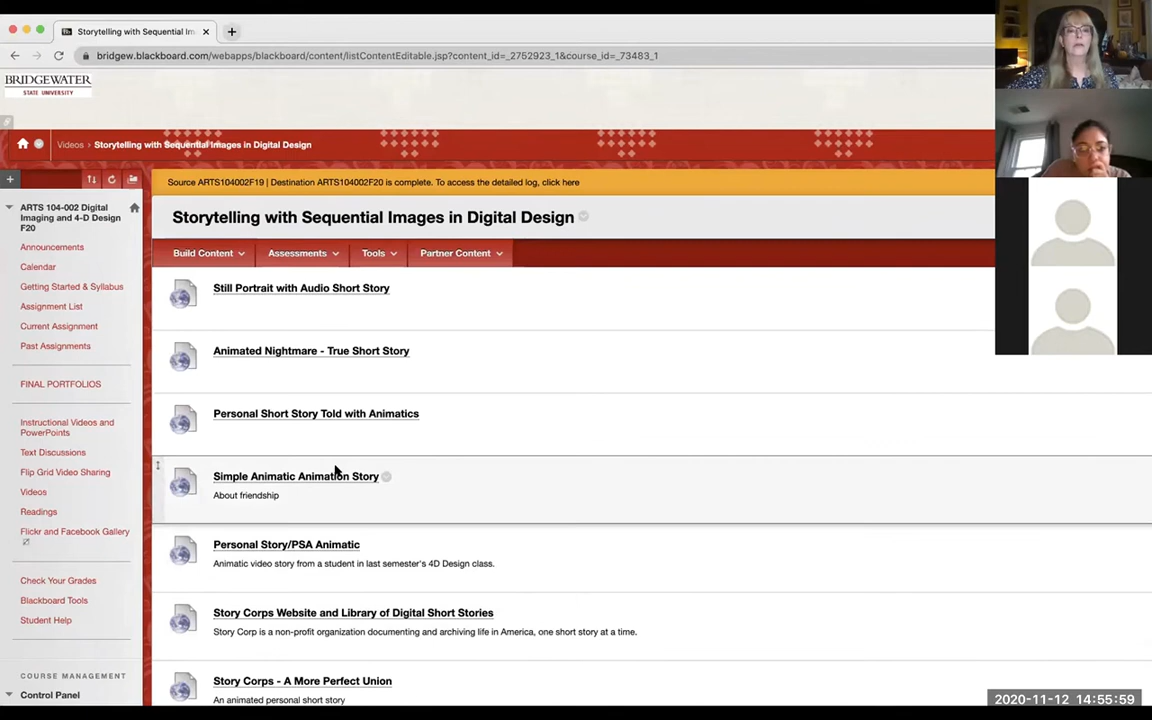 Storytelling with Sequential Im
bridgew.blackboard.com/webapps/blackboard/content/listContentEditable.jsp?content_id=_2752923_1&course_id=_73483_1
BRIDGEWATER
STATE UNIVERSITY
Videos > Storytelling with Sequential Images in Digital Design
Source ARTS104002F19 | Destination ARTS104002F20 is complete. To access the detailed log, click here
ARTS 104-002 Digital
Imaging and 4-D Design
F20
Storytelling with Sequential Images in Digital Design
Announcements
Build Content
Assessments
Tools
Partner Content
Calendar
Getting Started & Syllabus
Assignment List
Current Assignment
Past Assignments
FINAL PORTFOLIOS
Instructional Videos and
PowerPoints
Text Discussions
Flip Grid Video Sharing
Videos
Readings
Flickr and Facebook Gallery
Check Your Grades
Blackboard Tools
Student Help
COURSE MANAGEMENT
Control Panel
Still Portrait with Audio Short Story
Animated Nightmare - True Short Story
Personal Short Story Told with Animatics
Simple Animatic Animation Story
About friendship
Personal Story/PSA Animatic
Animatic video story from a student in last semester's 4D Design class.
Story Corps Website and Library of Digital Short Stories
Story Corp is a non-profit organization documenting and archiving life in America, one short story at a time.
Story Corps - A More Perfect Union
An animated personal short story
2020-11-12 14:55:59